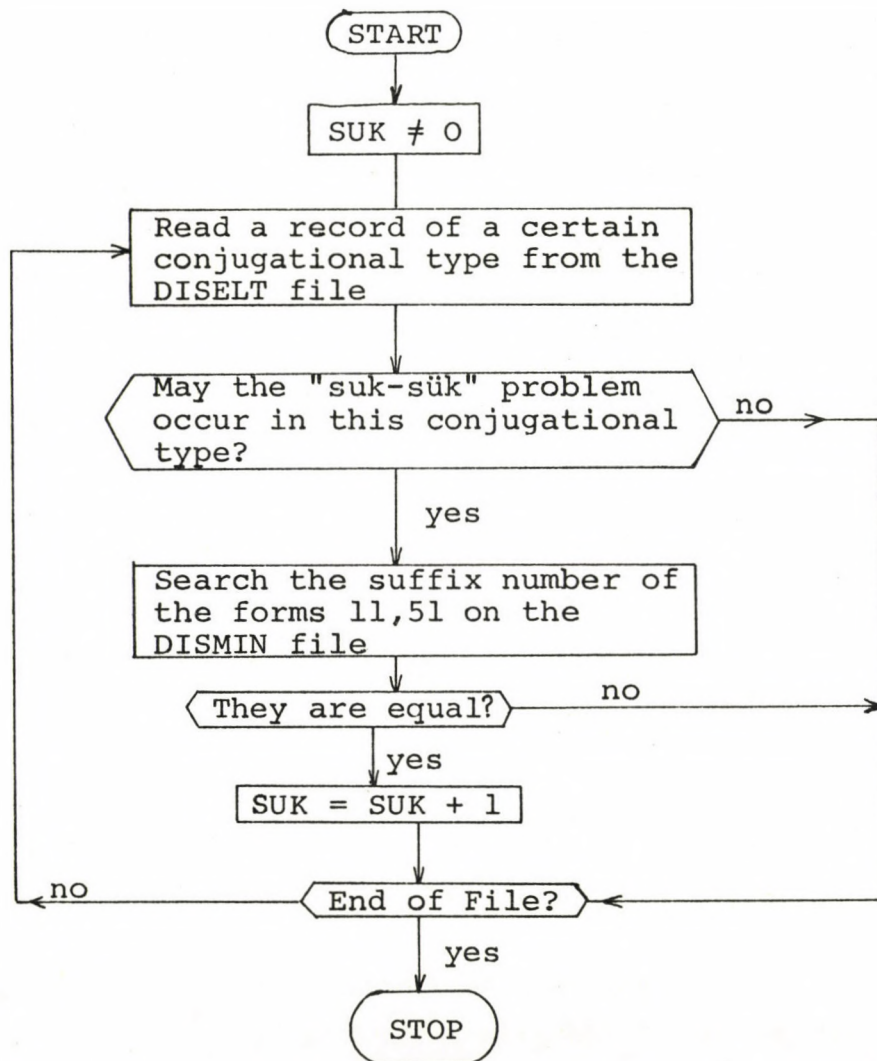 START
SUK ≠ O
Read a record of a certain
conjugational type from the
DISELT file
May the "suk-sük" problem
occur in this conjugational
type?
no
yes
Search the suffix number of
the forms 11,51 on the
DISMIN file
They are equal?
no
yes
SUK = SUK + 1
no
End of File?
yes
STOP